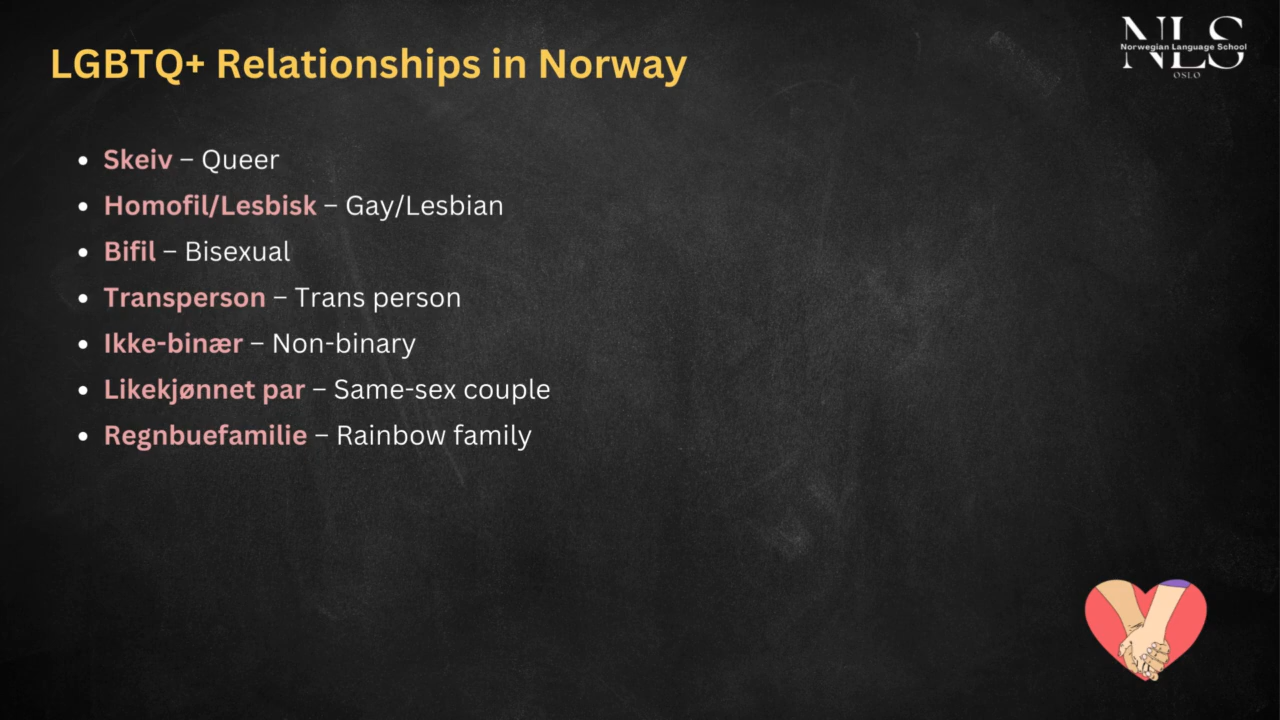 LGBTQ+ Relationships in Norway
NLS
Norwegian Language School
OSLO
Skeiv – Queer
Homofil/Lesbisk – Gay/Lesbian
Bifil – Bisexual
Transperson – Trans person
Ikke-binær – Non-binary
Likekjønnet par – Same-sex couple
Regnbuefamilie – Rainbow family